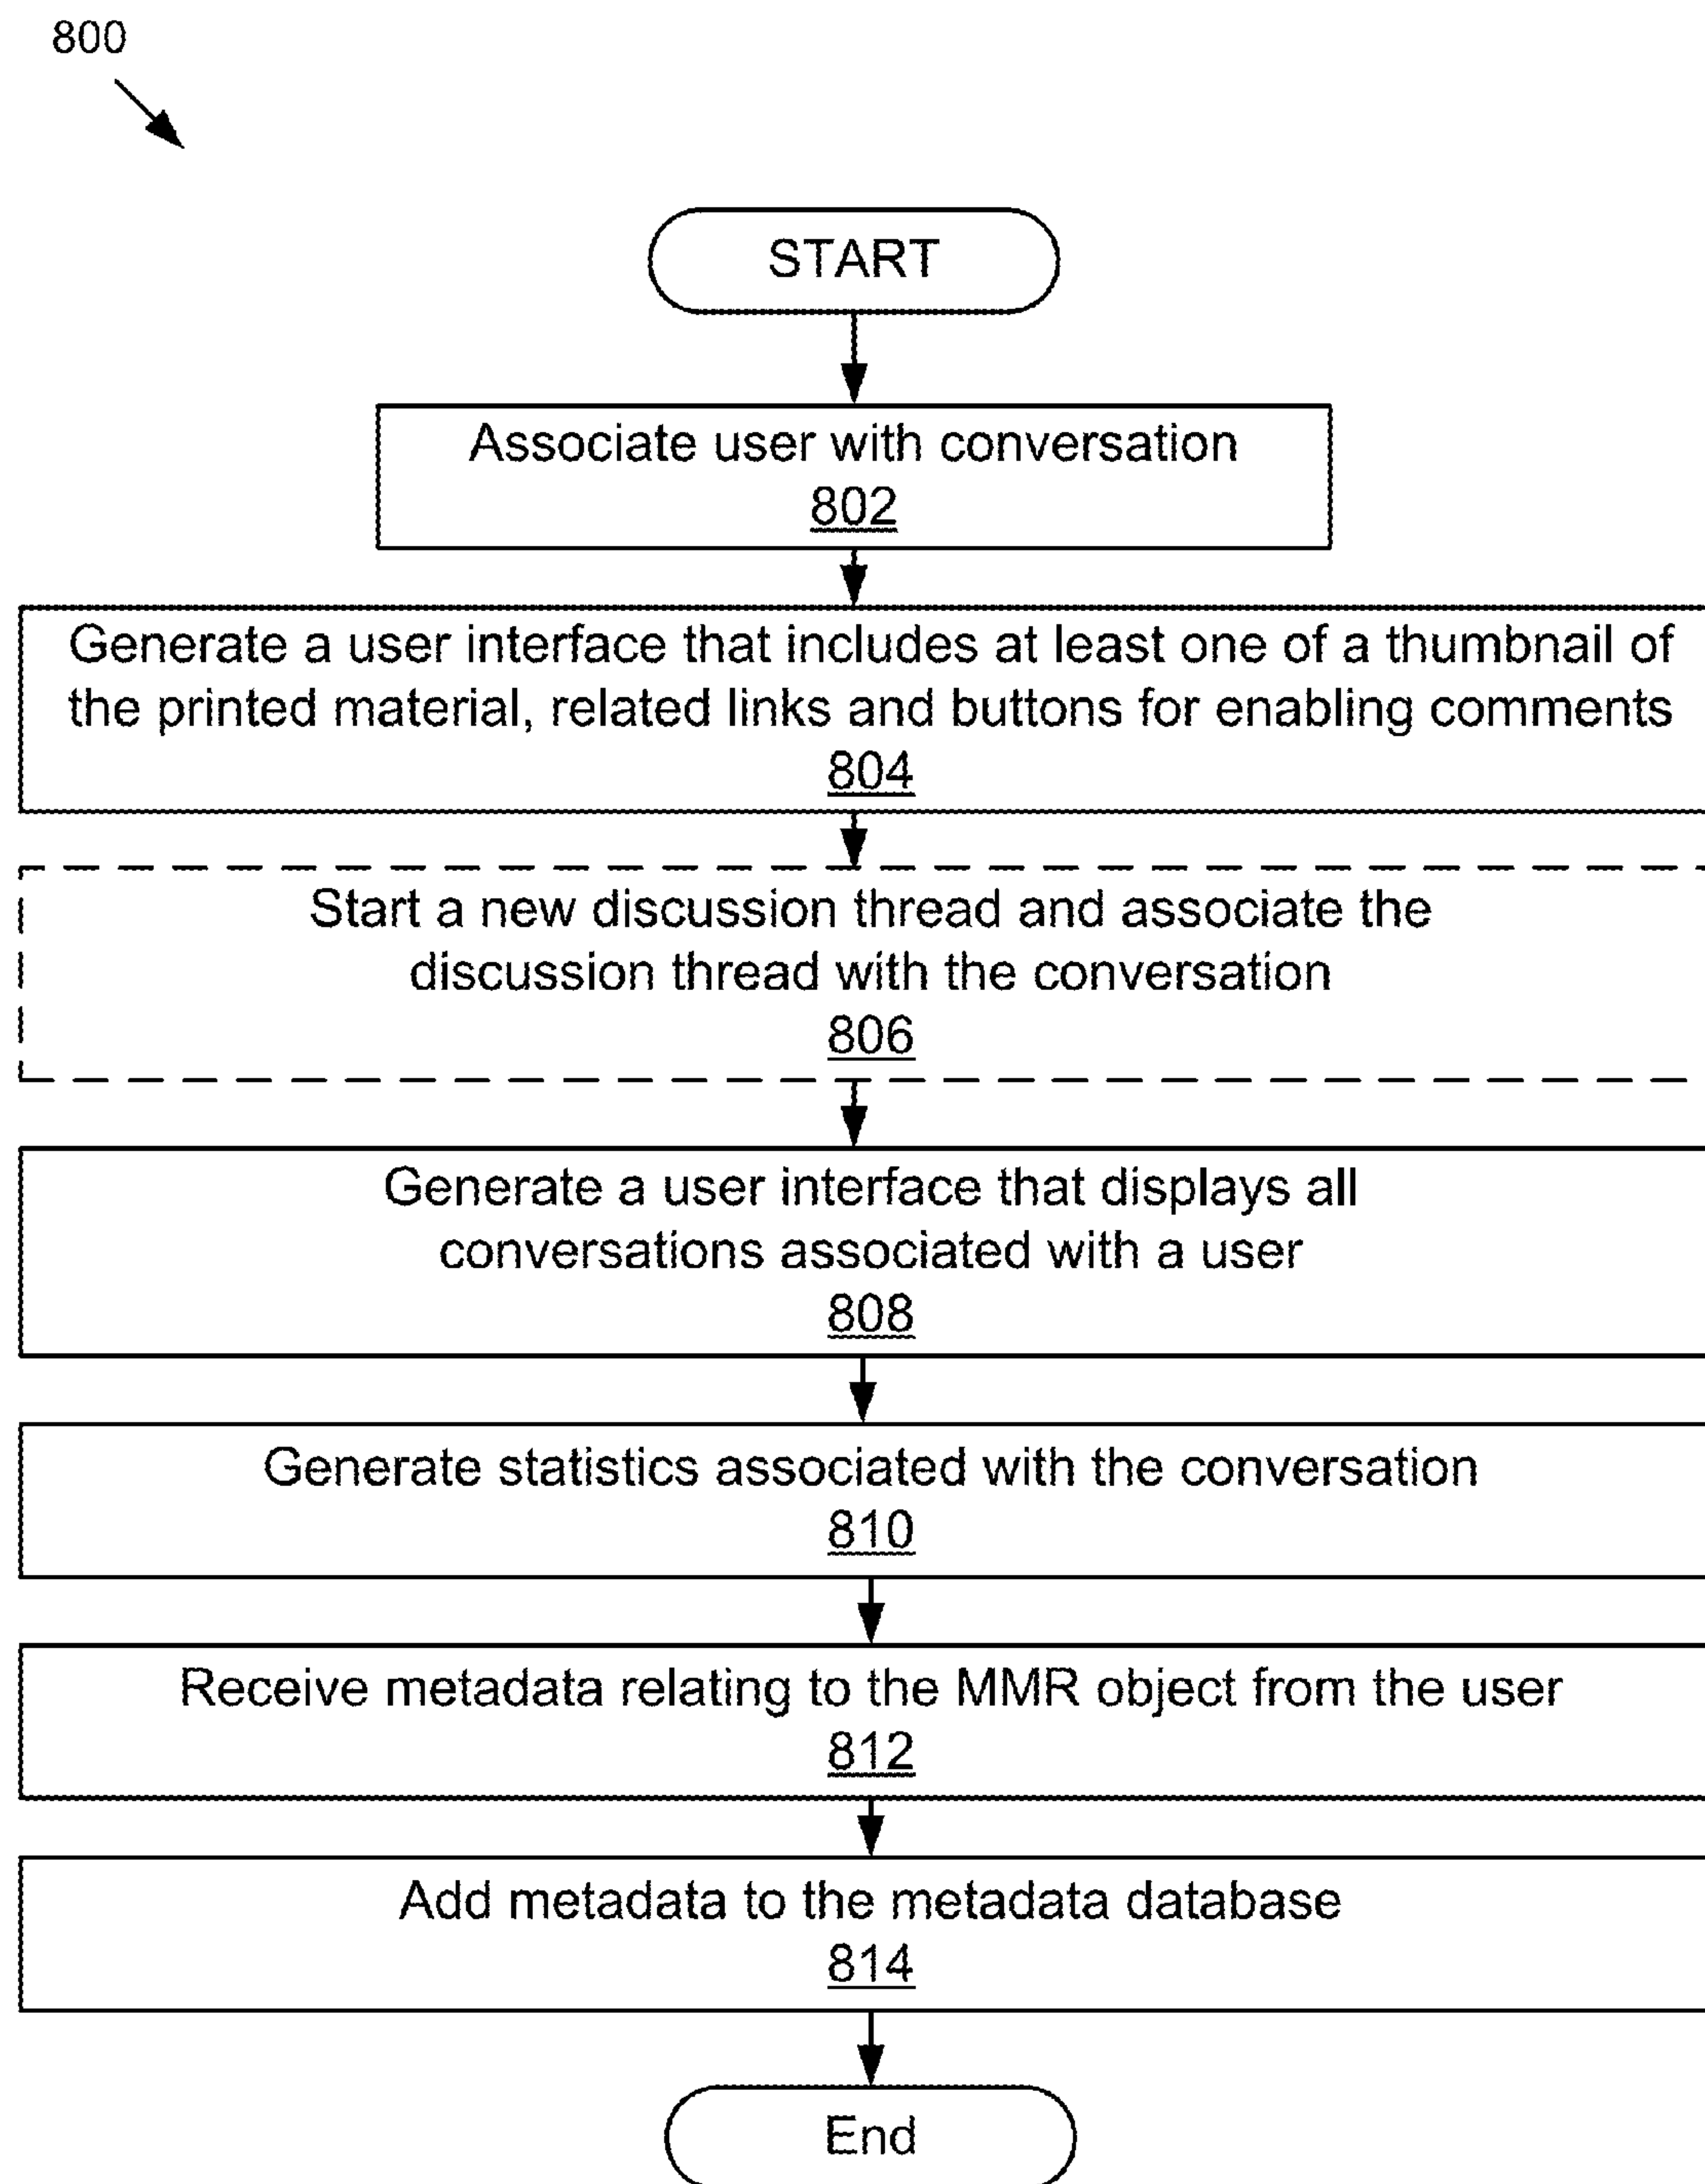 800
START
Associate user with conversation
802
Generate a user interface that includes at least one of a thumbnail of
the printed material, related links and buttons for enabling comments
804
Start a new discussion thread and associate the
discussion thread with the conversation
806
Generate a user interface that displays all
conversations associated with a user
808
Generate statistics associated with the conversation
810
Receive metadata relating to the MMR object from the user
812
Add metadata to the metadata database
814
End